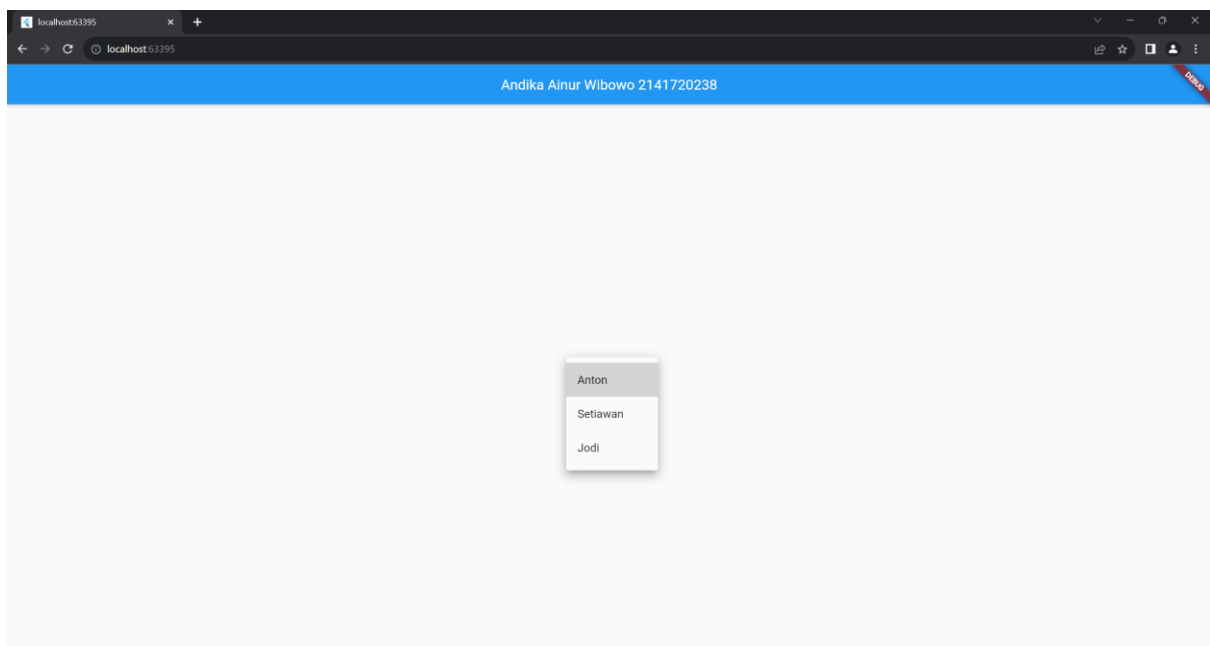 localhost:63395
localhost:63395
Andika Ainur Wibowo 2141720238
DEBUG
Anton
Setiawan
Jodi